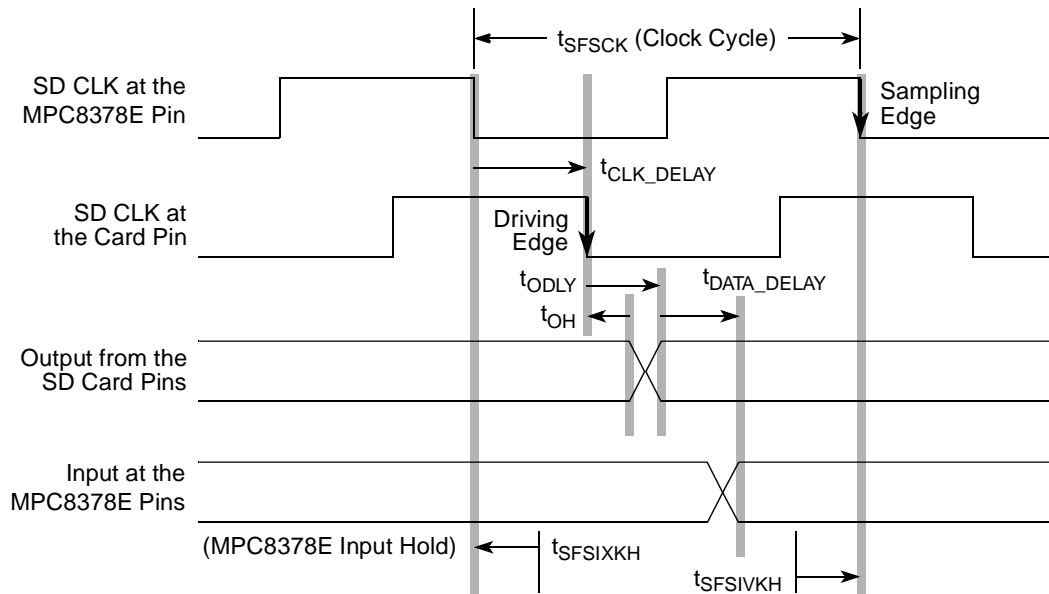 tSFSCK (Clock Cycle)
SD CLK at the
MPC8378E Pin
Sampling
Edge
tCLK_DELAY
SD CLK at
the Card Pin
Driving
Edge
tODLY
tDATA_DELAY
tOH
Output from the
SD Card Pins
Input at the
MPC8378E Pins
(MPC8378E Input Hold)
tSFSIXKH
tSFSIVKH